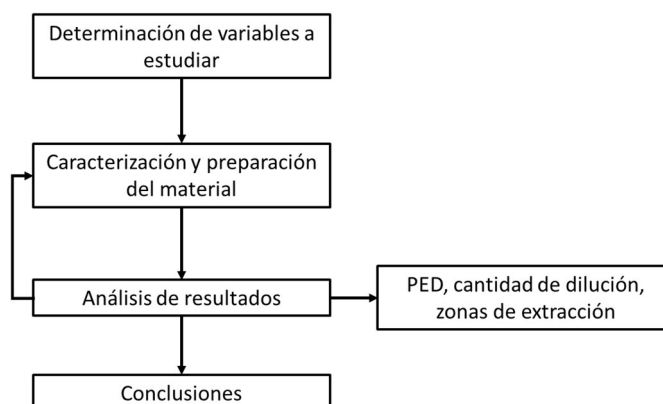 Determinación de variables a
estudiar
Caracterización y preparación
del material
Análisis de resultados
PED, cantidad de dilución,
zonas de extracción
Conclusiones